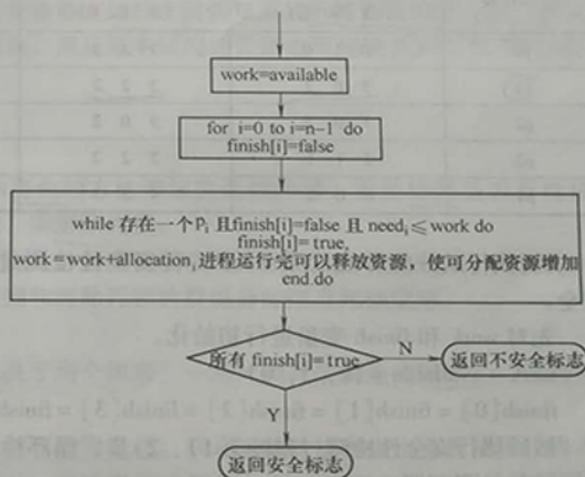 work=available
for i=0 to i=n-1 do
finish[i]=false
while 存在一个Pi 且finish[i]=false 且 needi≤work do
finish[i]= true,
work=work+allocationi 进程运行完可以释放资源，使可分配资源增加
end.do
所有 finish[i]=true
N
返回不安全标志
Y
返回安全标志